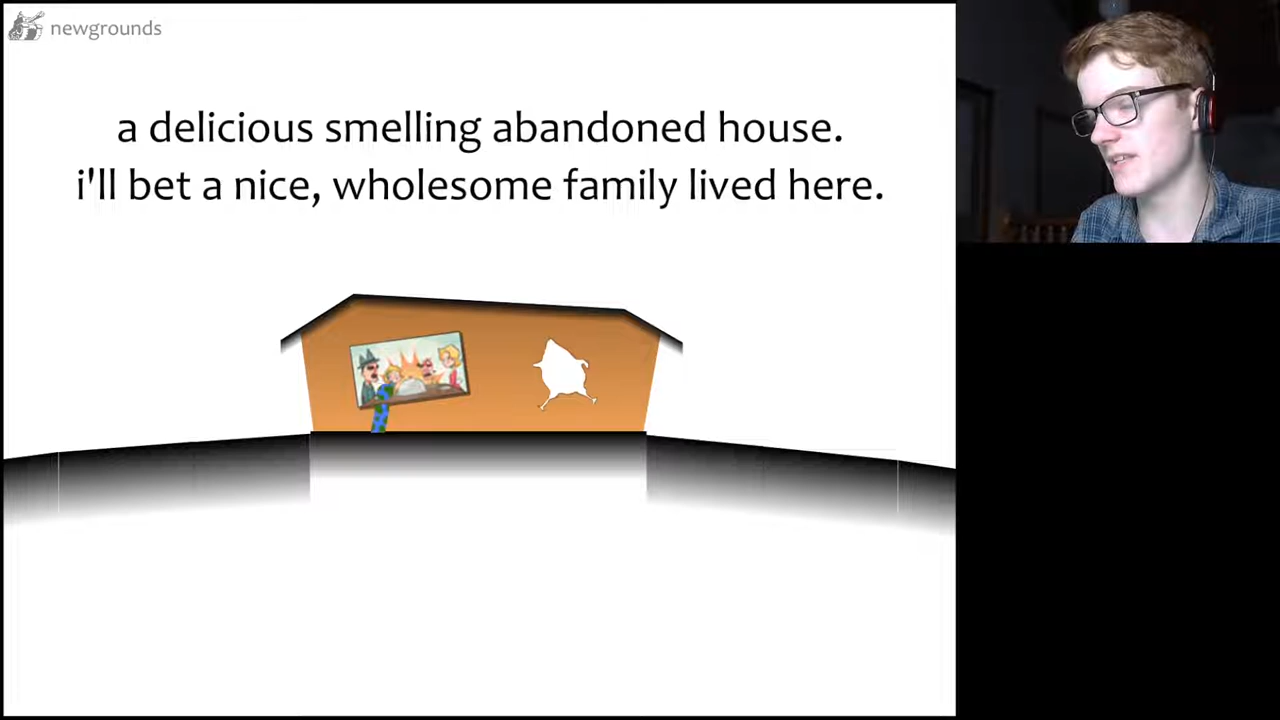 newgrounds
a delicious smelling abandoned house.
i'll bet a nice, wholesome family lived here.